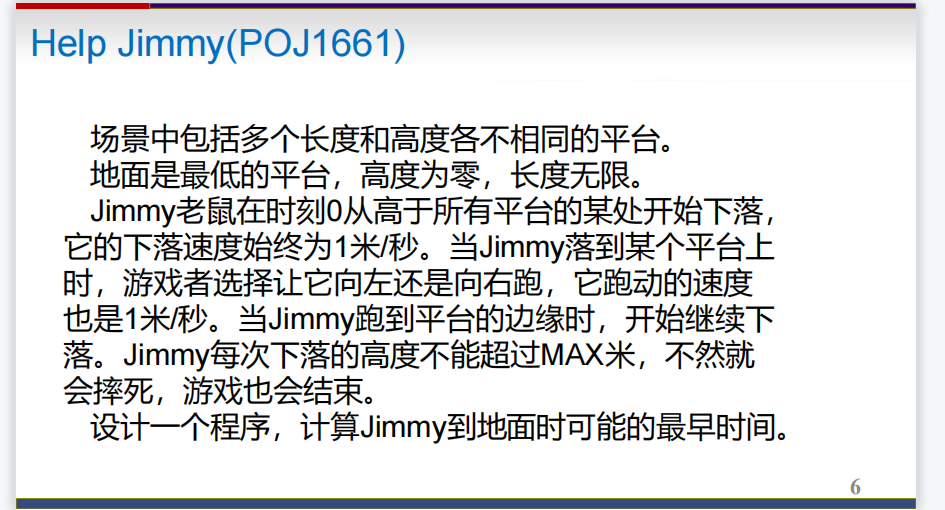 Help Jimmy(POJ1661)
场景中包括多个长度和高度各不相同的平台。
地面是最低的平台，高度为零，长度无限。
Jimmy老鼠在时刻0从高于所有平台的某处开始下落，
它的下落速度始终为1米/秒。当Jimmy落到某个平台上
时，游戏者选择让它向左还是向右跑，它跑动的速度
也是1米/秒。当Jimmy跑到平台的边缘时，开始继续下
落。Jimmy每次下落的高度不能超过MAX米，不然就
会摔死，游戏也会结束。
设计一个程序，计算Jimmy到地面时可能的最早时间。
6